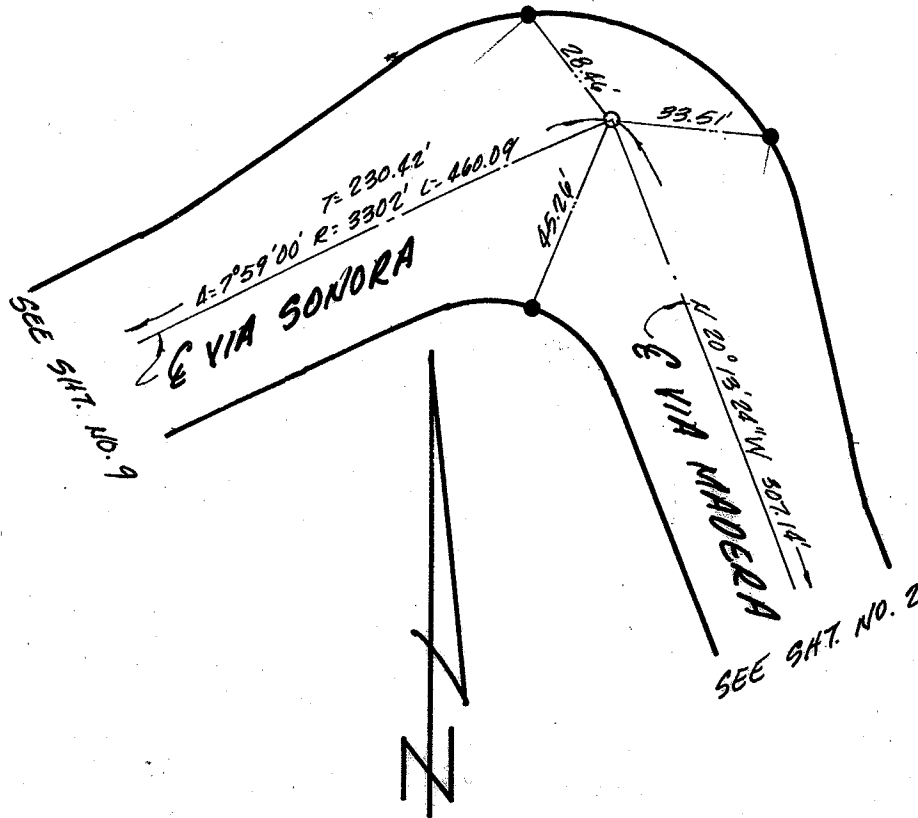 28.46'
33.51'
45.26'
T= 230.42'
Δ=7°59'00" R= 3302' L= 460.09'
℄ VIA SONORA
SEE SHT. NO. 9
N 20°13'24"W 307.14'
℄ VIA MADERA
SEE SHT. NO. 2
N